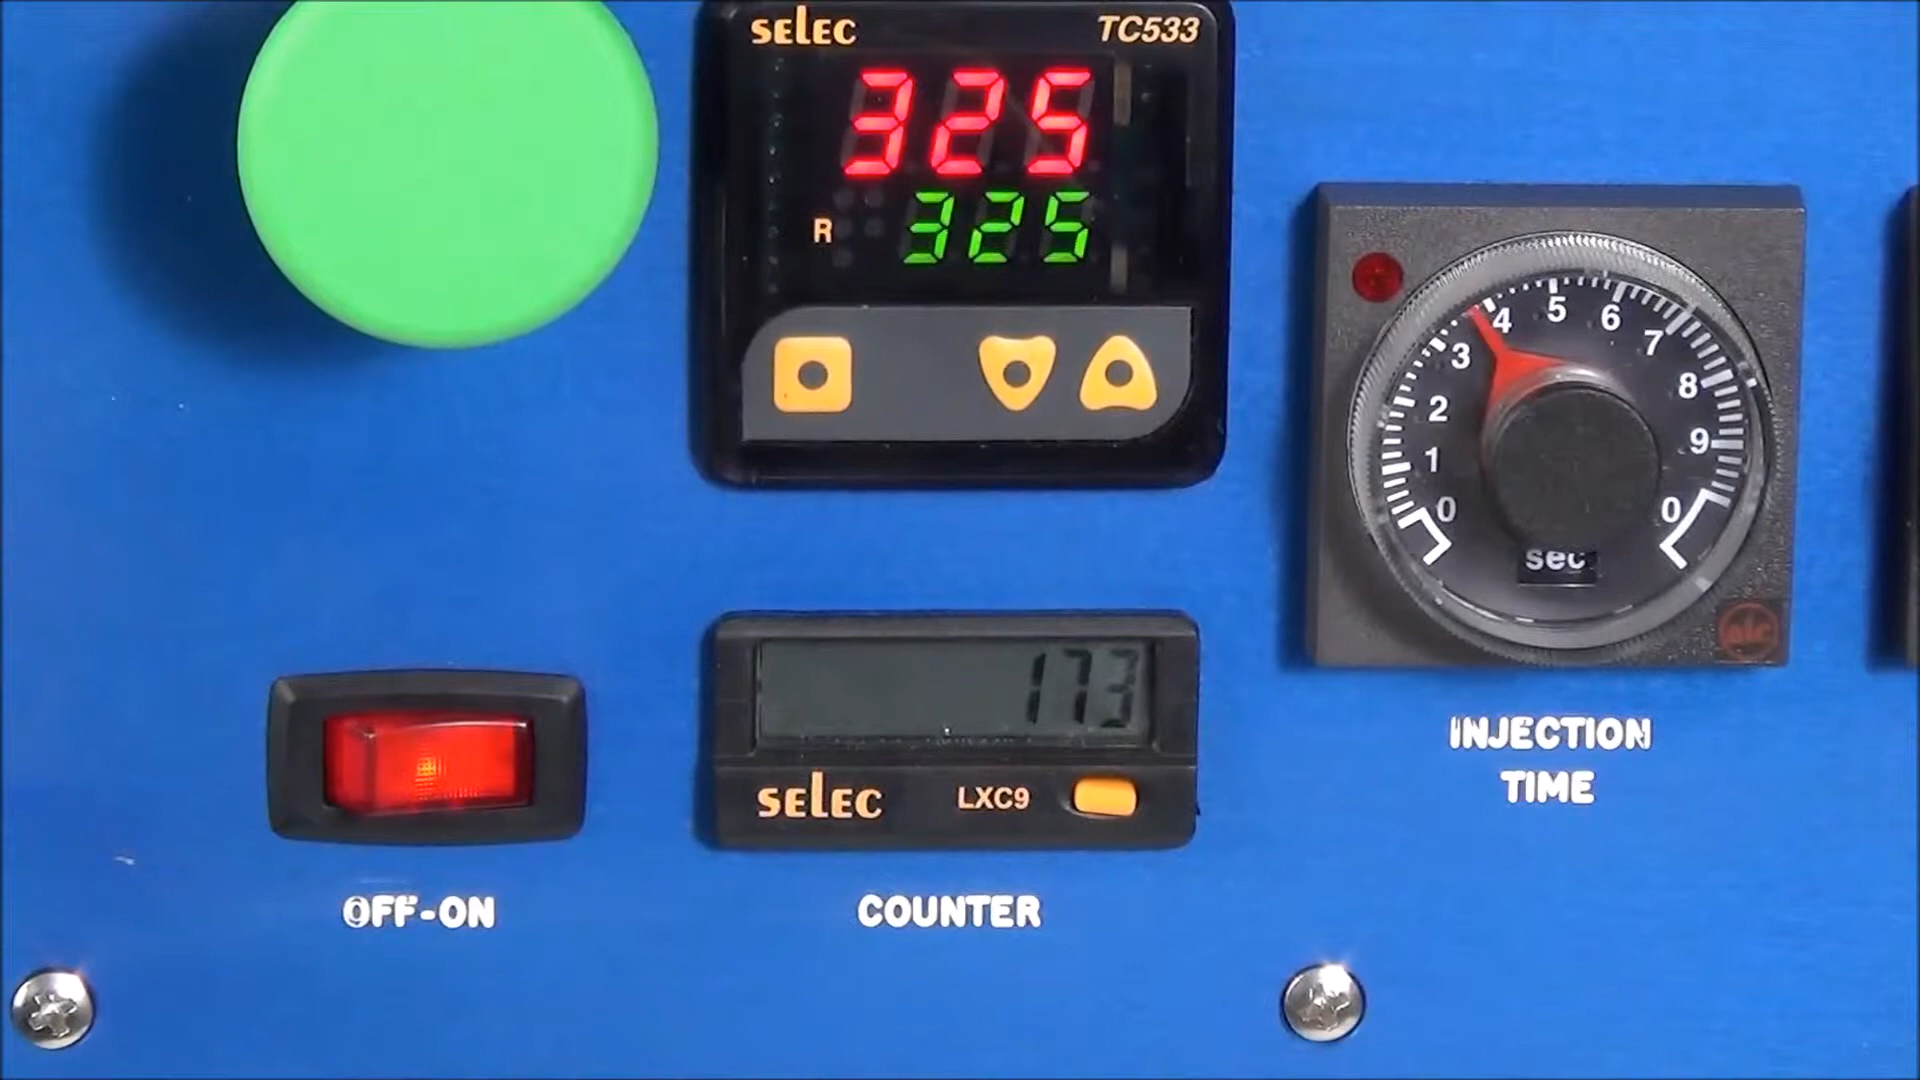 SELEC TC533
325
R 325
0 1 2 3 4 5 6 7 8 9 0
sec
173
SELEC LXC9
INJECTION
TIME
OFF-ON
COUNTER